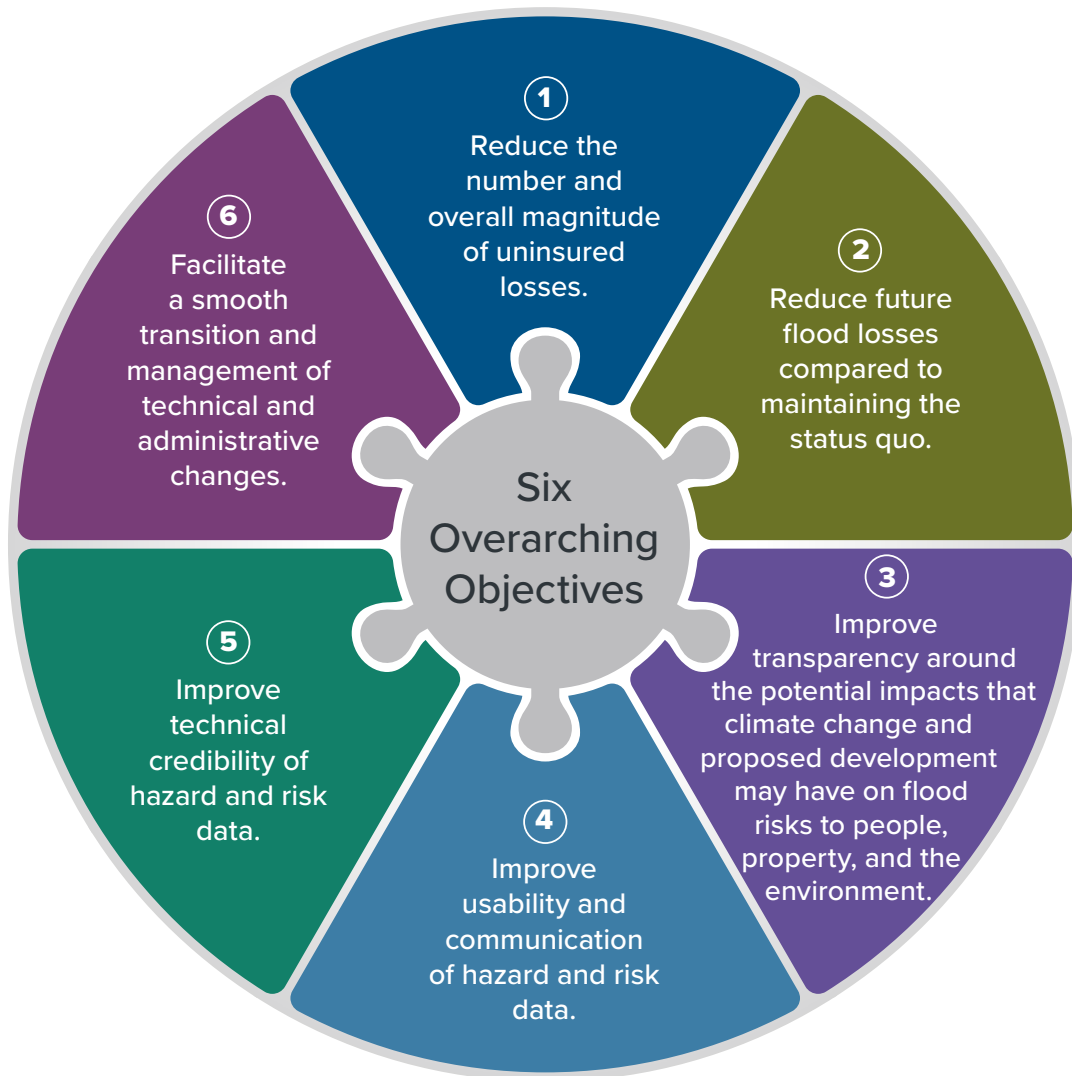 1
Reduce the
number and
overall magnitude
of uninsured
losses.
2
Reduce future
flood losses
compared to
maintaining the
status quo.
3
Improve
transparency around
the potential impacts that
climate change and
proposed development
may have on flood
risks to people,
property, and the
environment.
4
Improve
usability and
communication
of hazard and risk
data.
5
Improve
technical
credibility of
hazard and risk
data.
6
Facilitate
a smooth
transition and
management of
technical and
administrative
changes.
Six
Overarching
Objectives